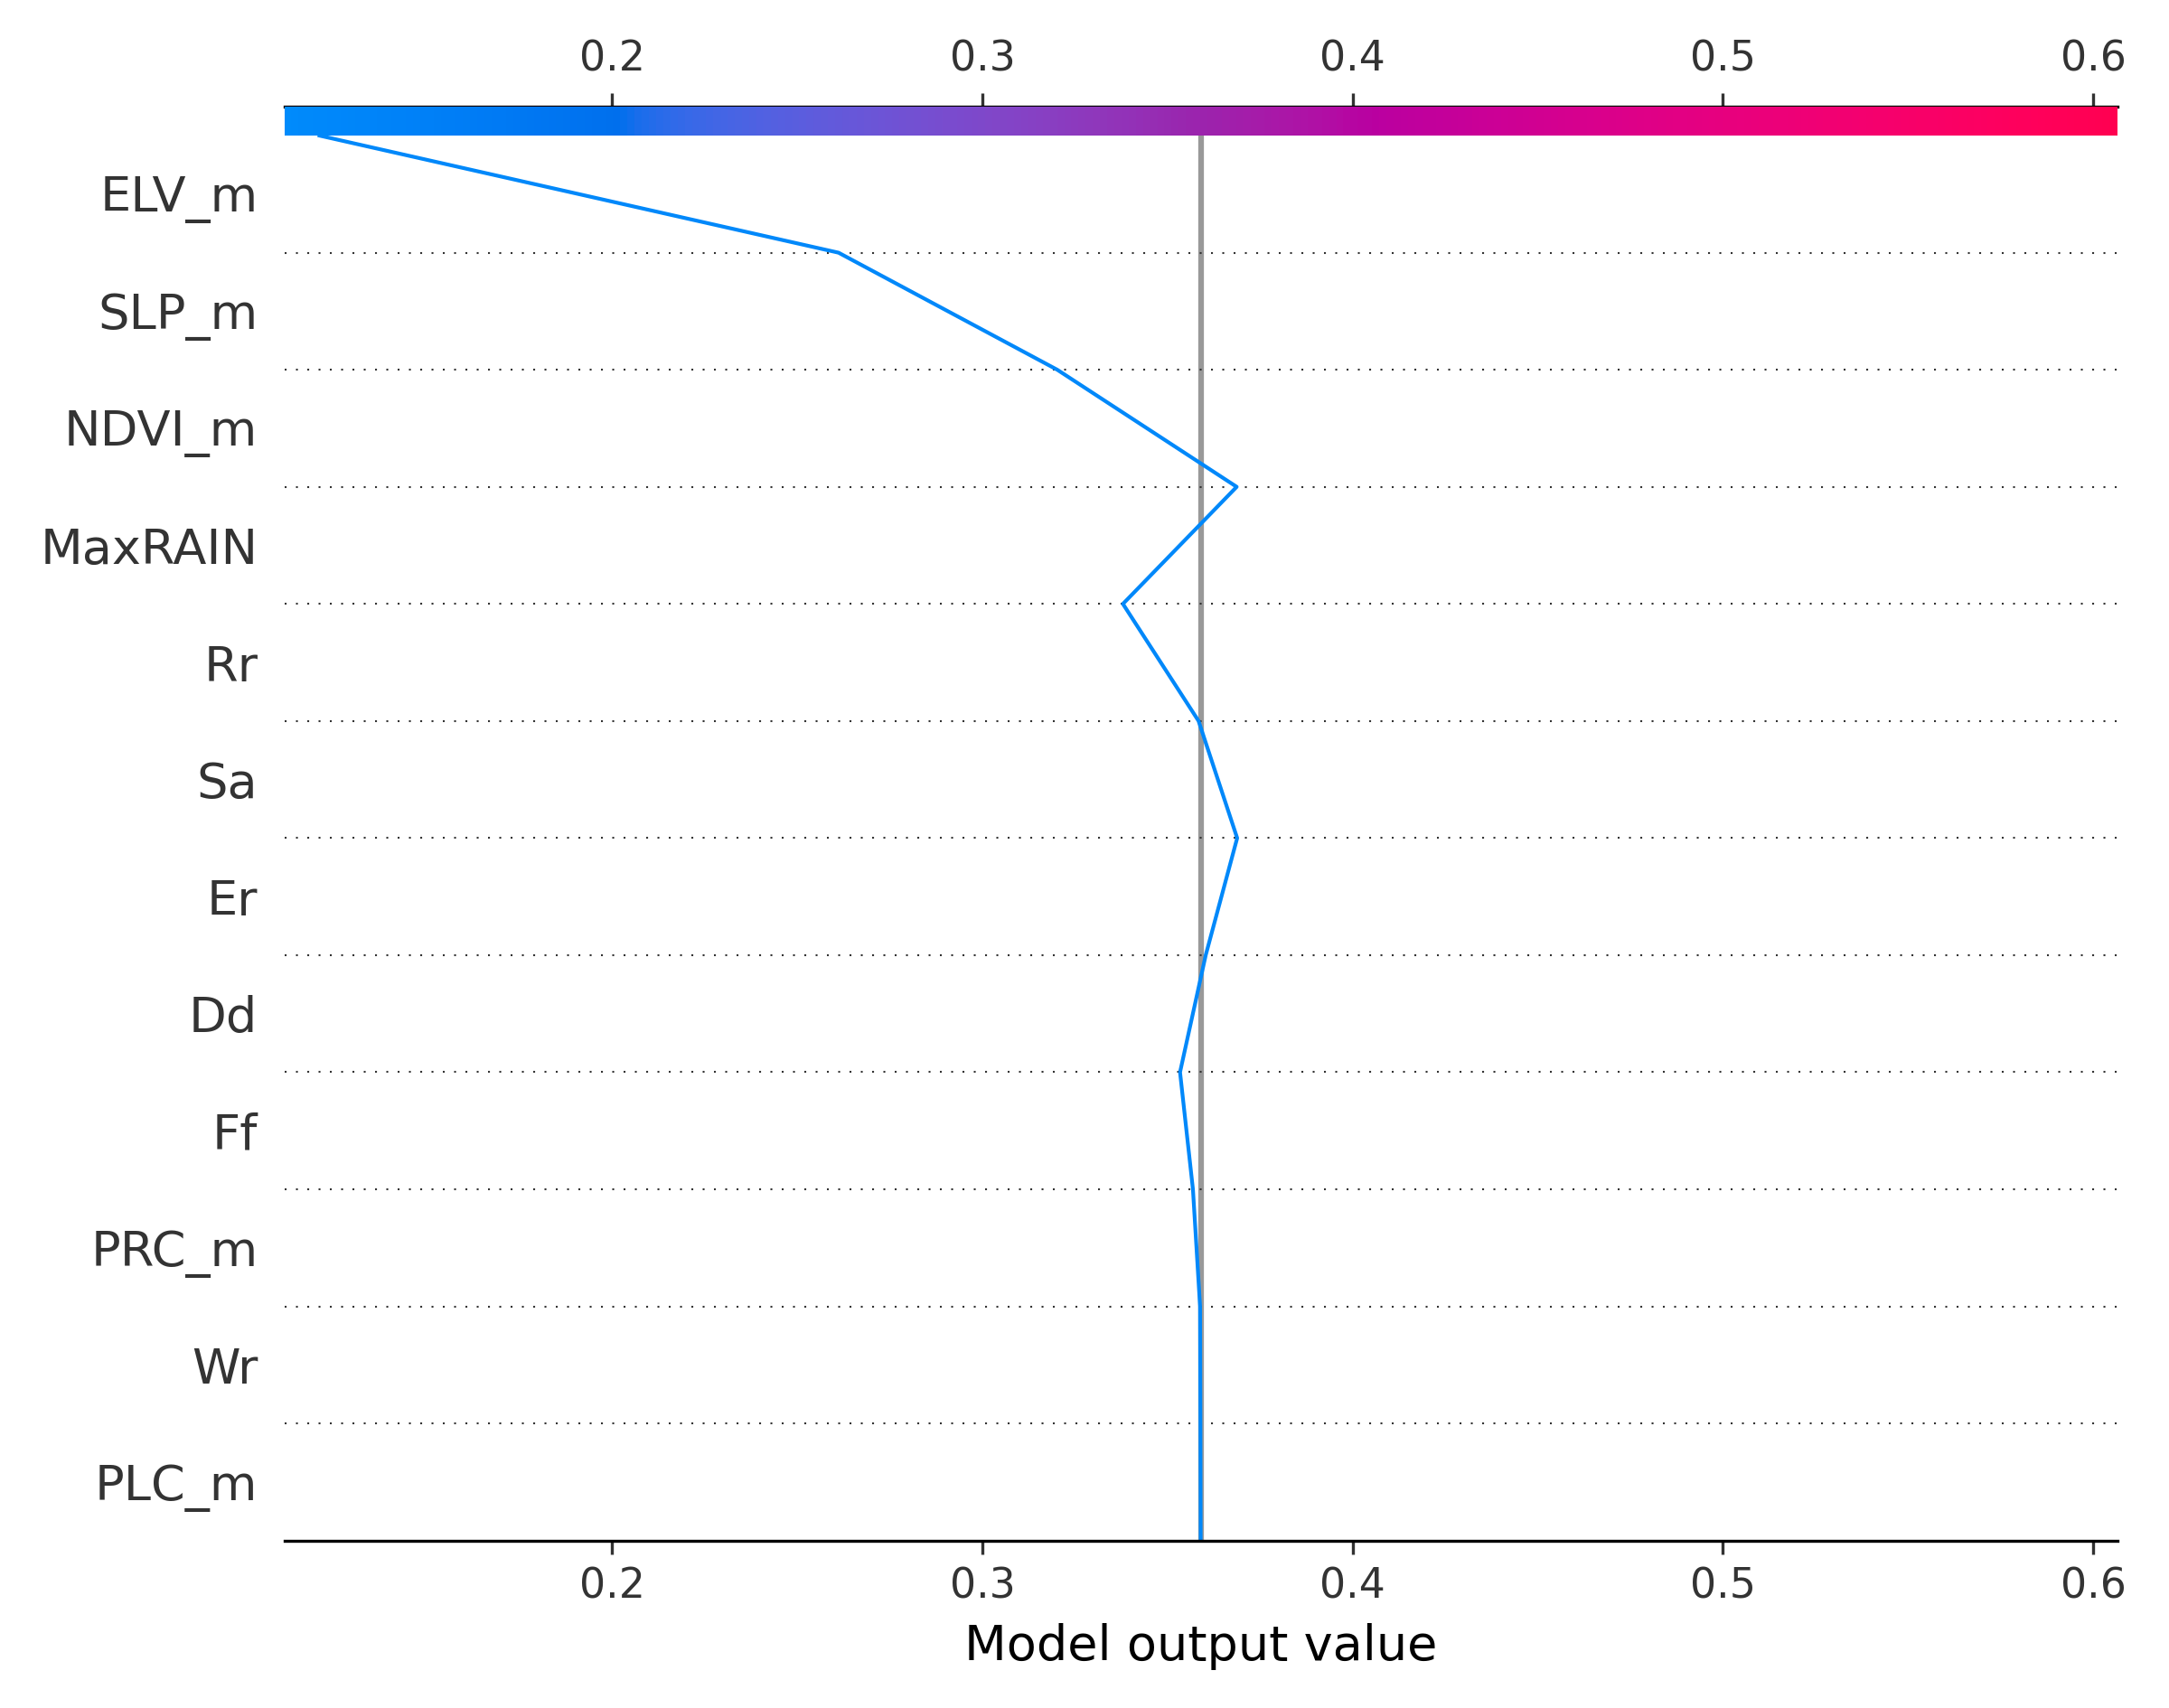 0.2 0.3 0.4 0.5 0.6
ELV_m
SLP_m
NDVI_m
MaxRAIN
Rr
Sa
Er
Dd
Ff
PRC_m
Wr
PLC_m
0.2 0.3 0.4 0.5 0.6
Model output value